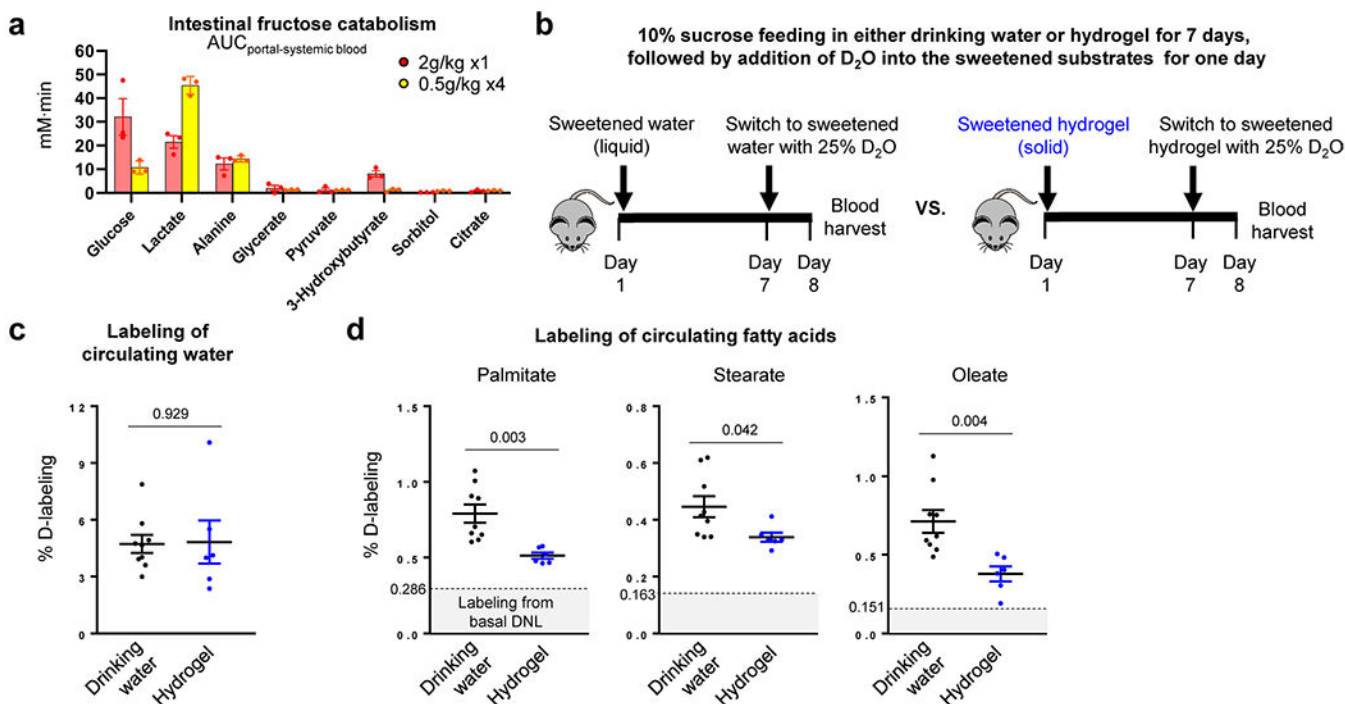 a
Intestinal fructose catabolism
AUCportal-systemic blood
2g/kg x1
0.5g/kg x4
mM·min
60
50
40
30
20
10
0
Glucose
Lactate
Alanine
Glycerate
Pyruvate
3-Hydroxybutyrate
Sorbitol
Citrate
b
10% sucrose feeding in either drinking water or hydrogel for 7 days,
followed by addition of D₂O into the sweetened substrates for one day
Sweetened water
(liquid)
Switch to sweetened
water with 25% D₂O
Blood
harvest
Day
1
Day
7
Day
8
VS.
Sweetened hydrogel
(solid)
Switch to sweetened
hydrogel with 25% D₂O
Blood
harvest
Day
1
Day
7
Day
8
c
Labeling of
circulating water
% D-labeling
12
9
6
3
0
0.929
Drinking
water
Hydrogel
d
Labeling of circulating fatty acids
Palmitate
% D-labeling
1.5
1.0
0.5
0.286
0.0
0.003
Labeling from
basal DNL
Drinking
water
Hydrogel
Stearate
0.8
0.6
0.4
0.2
0.163
0.0
0.042
Drinking
water
Hydrogel
Oleate
1.5
1.0
0.5
0.151
0.0
0.004
Drinking
water
Hydrogel